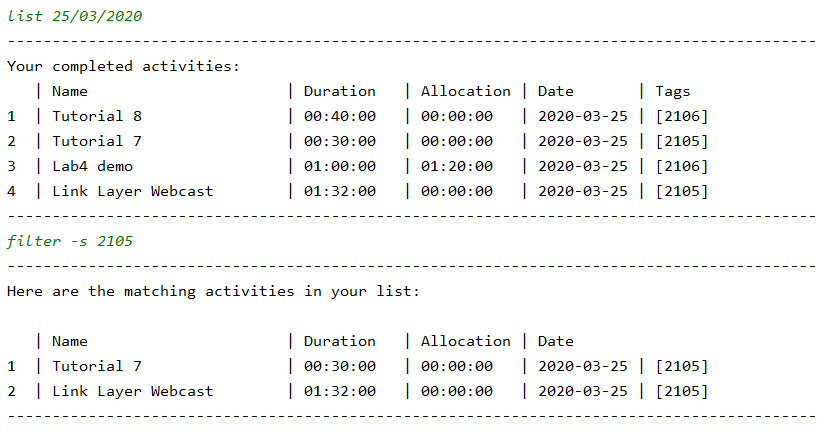 list 25/03/2020
------------------------------------------------------------------------------------------
Your completed activities:
   | Name                      | Duration   | Allocation | Date       | Tags
1  | Tutorial 8                | 00:40:00   | 00:00:00   | 2020-03-25 | [2106]
2  | Tutorial 7                | 00:30:00   | 00:00:00   | 2020-03-25 | [2105]
3  | Lab4 demo                 | 01:00:00   | 01:20:00   | 2020-03-25 | [2106]
4  | Link Layer Webcast        | 01:32:00   | 00:00:00   | 2020-03-25 | [2105]
------------------------------------------------------------------------------------------
filter -s 2105
------------------------------------------------------------------------------------------
Here are the matching activities in your list:
   | Name                      | Duration   | Allocation | Date
1  | Tutorial 7                | 00:30:00   | 00:00:00   | 2020-03-25 | [2105]
2  | Link Layer Webcast        | 01:32:00   | 00:00:00   | 2020-03-25 | [2105]
------------------------------------------------------------------------------------------